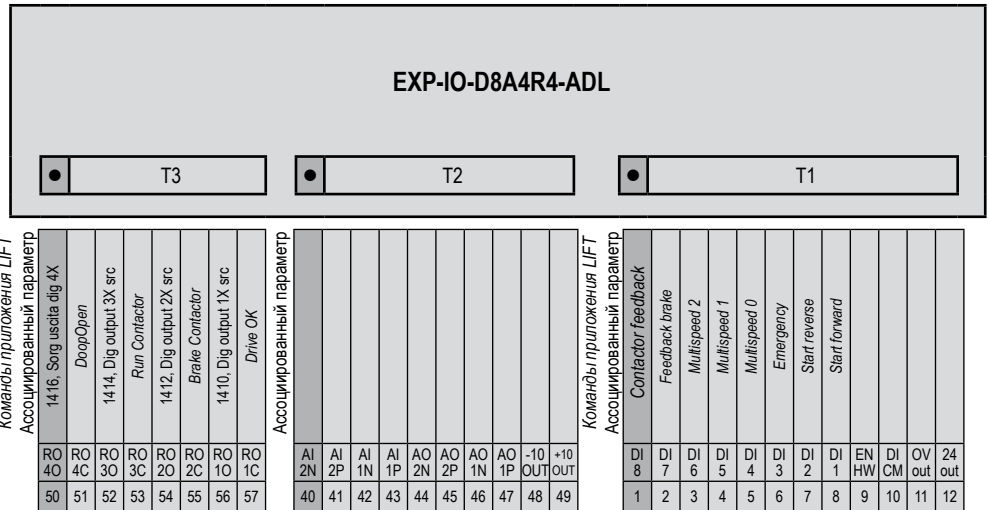 EXP-IO-D8A4R4-ADL
T3
T2
T1
Команды приложения LIFT
Ассоциированный параметр
1416, Sorg uscita dig 4X
DoopOpen
1414, Dig output 3X src
Run Contactor
1412, Dig output 2X src
Brake Contactor
1410, Dig output 1X src
Drive OK
RO 4O
RO 4C
RO 3O
RO 3C
RO 2O
RO 2C
RO 1O
RO 1C
50 51 52 53 54 55 56 57
Ассоциированный параметр
AI 2N
AI 2P
AI 1N
AI 1P
AO 2N
AO 2P
AO 1N
AO 1P
-10 OUT
+10 OUT
40 41 42 43 44 45 46 47 48 49
Команды приложения LIFT
Ассоциированный параметр
Contactor feedback
Feedback brake
Multispeed 2
Multispeed 1
Multispeed 0
Emergency
Start reverse
Start forward
DI 8
DI 7
DI 6
DI 5
DI 4
DI 3
DI 2
DI 1
EN HW
DI CM
OV out
24 out
1 2 3 4 5 6 7 8 9 10 11 12